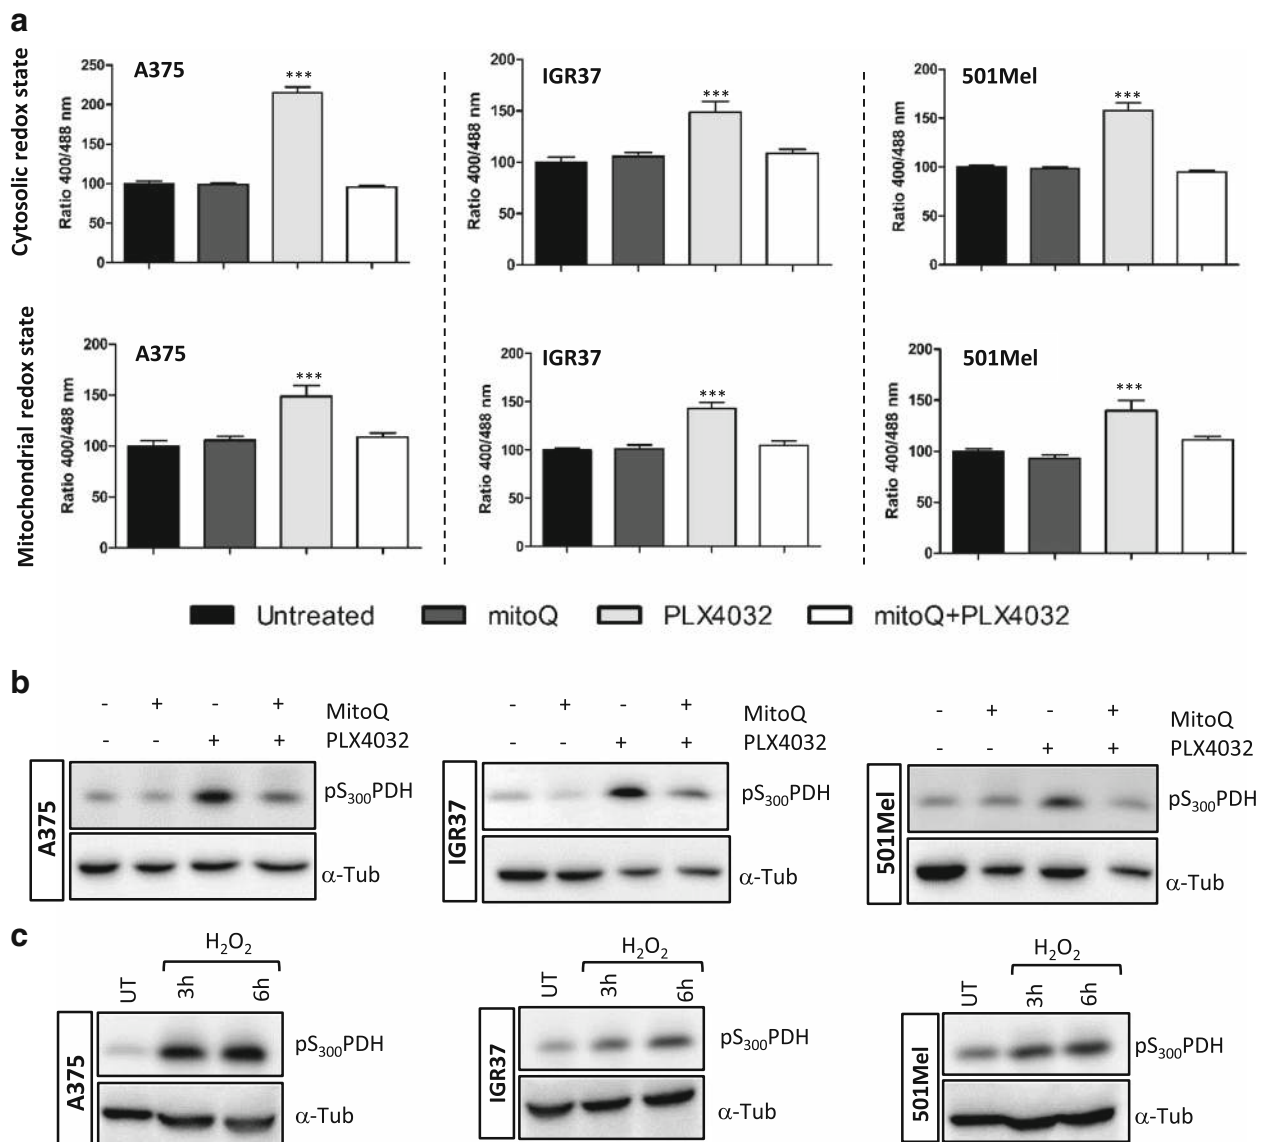 a
Cytosolic redox state
A375
Ratio 400/488 nm
250
200
150
100
50
0
***
IGR37
Ratio 400/488 nm
200
150
100
50
0
***
501Mel
Ratio 400/488 nm
200
150
100
50
0
***
Mitochondrial redox state
A375
Ratio 400/488 nm
200
150
100
50
0
***
IGR37
Ratio 400/488 nm
200
150
100
50
0
***
501Mel
Ratio 400/488 nm
200
150
100
50
0
***
Untreated mitoQ PLX4032 mitoQ+PLX4032
b
- + - + MitoQ
- - + + PLX4032
A375
pS300PDH
α-Tub
- + - + MitoQ
- - + + PLX4032
IGR37
pS300PDH
α-Tub
- + - + MitoQ
- - + + PLX4032
501Mel
pS300PDH
α-Tub
c
H2O2
UT 3h 6h
A375
pS300PDH
α-Tub
H2O2
UT 3h 6h
IGR37
pS300PDH
α-Tub
H2O2
UT 3h 6h
501Mel
pS300PDH
α-Tub